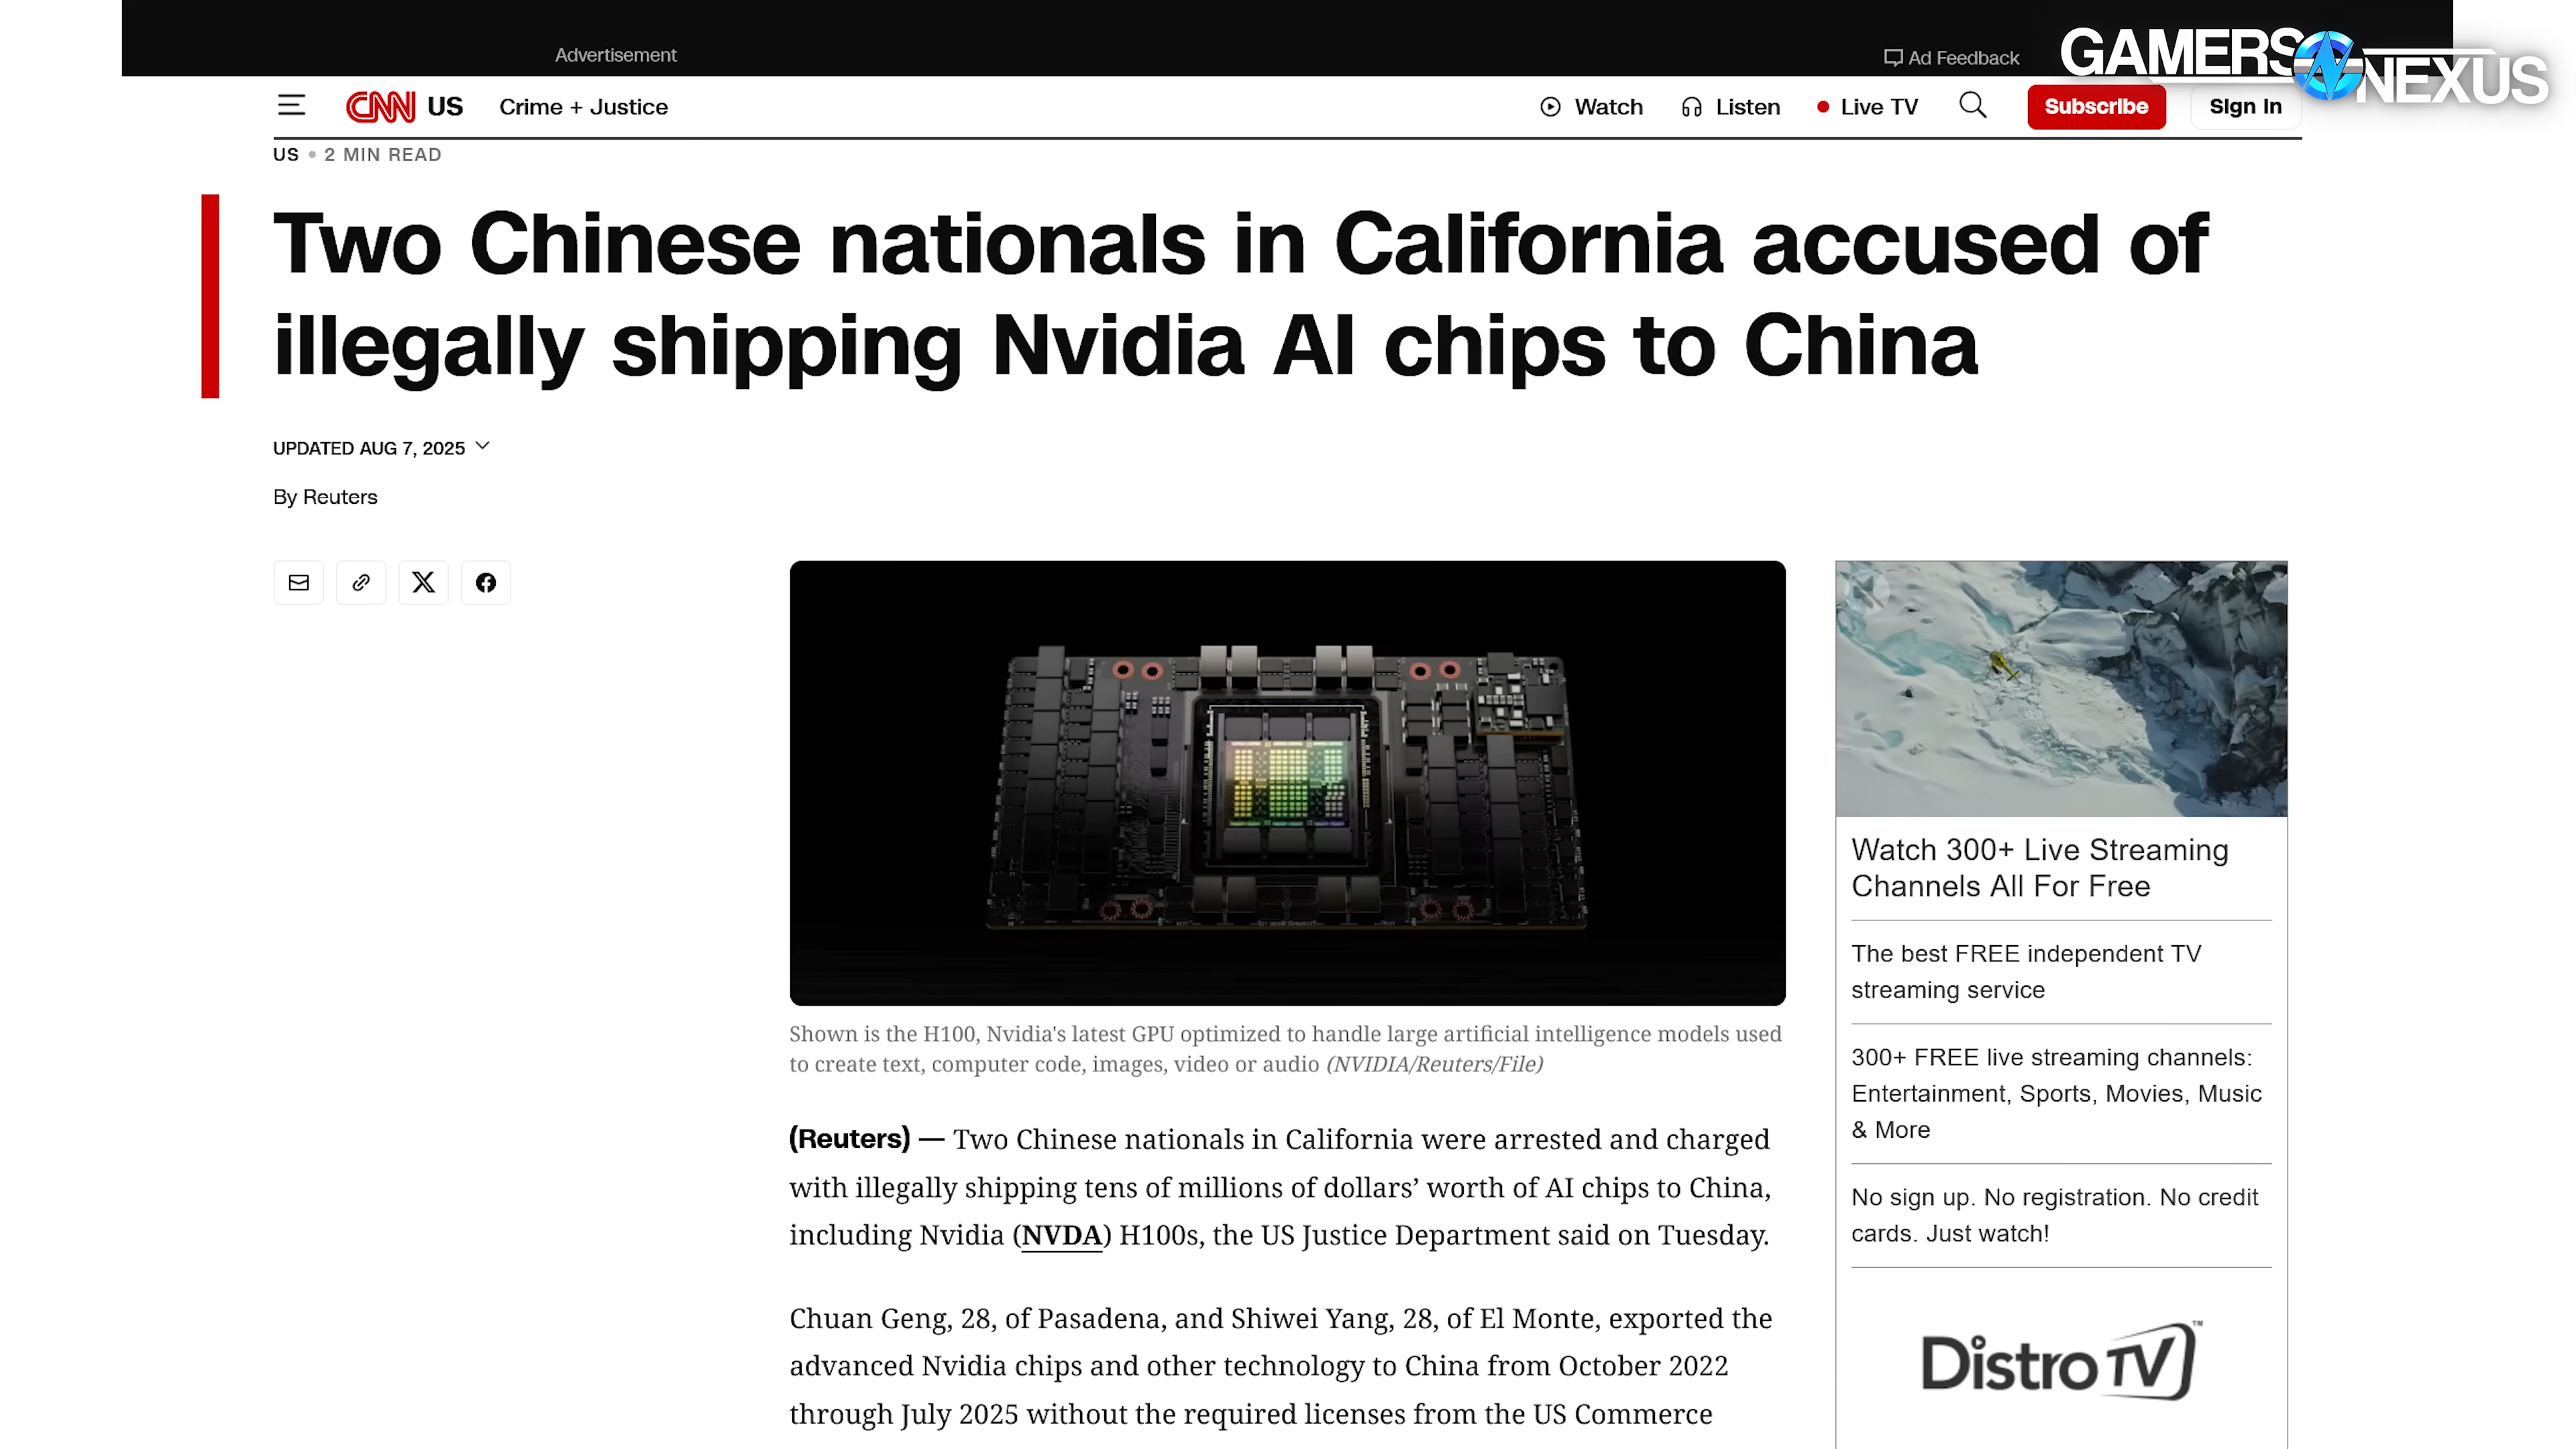 Advertisement
Ad Feedback
GAMERS NEXUS
CNN US Crime + Justice
Watch Listen Live TV Subscribe Sign In
US • 2 MIN READ
Two Chinese nationals in California accused of
illegally shipping Nvidia AI chips to China
UPDATED AUG 7, 2025
By Reuters
Shown is the H100, Nvidia's latest GPU optimized to handle large artificial intelligence models used
to create text, computer code, images, video or audio (NVIDIA/Reuters/File)
(Reuters) — Two Chinese nationals in California were arrested and charged
with illegally shipping tens of millions of dollars’ worth of AI chips to China,
including Nvidia (NVDA) H100s, the US Justice Department said on Tuesday.
Chuan Geng, 28, of Pasadena, and Shiwei Yang, 28, of El Monte, exported the
advanced Nvidia chips and other technology to China from October 2022
through July 2025 without the required licenses from the US Commerce
Watch 300+ Live Streaming
Channels All For Free
The best FREE independent TV
streaming service
300+ FREE live streaming channels:
Entertainment, Sports, Movies, Music
& More
No sign up. No registration. No credit
cards. Just watch!
Distro TV™